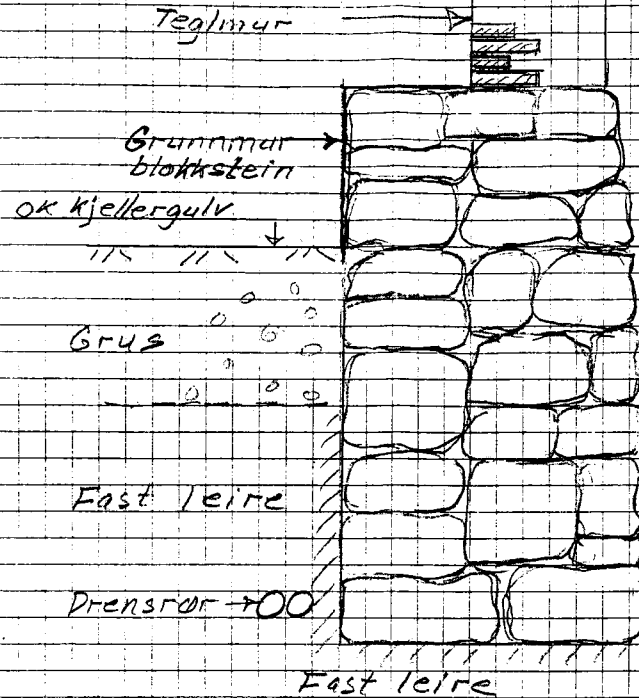 Teglmur
Grunnmur
blokkstein
OK kjellergulv
Grus
Fast leire
Drensrør
Fast leire